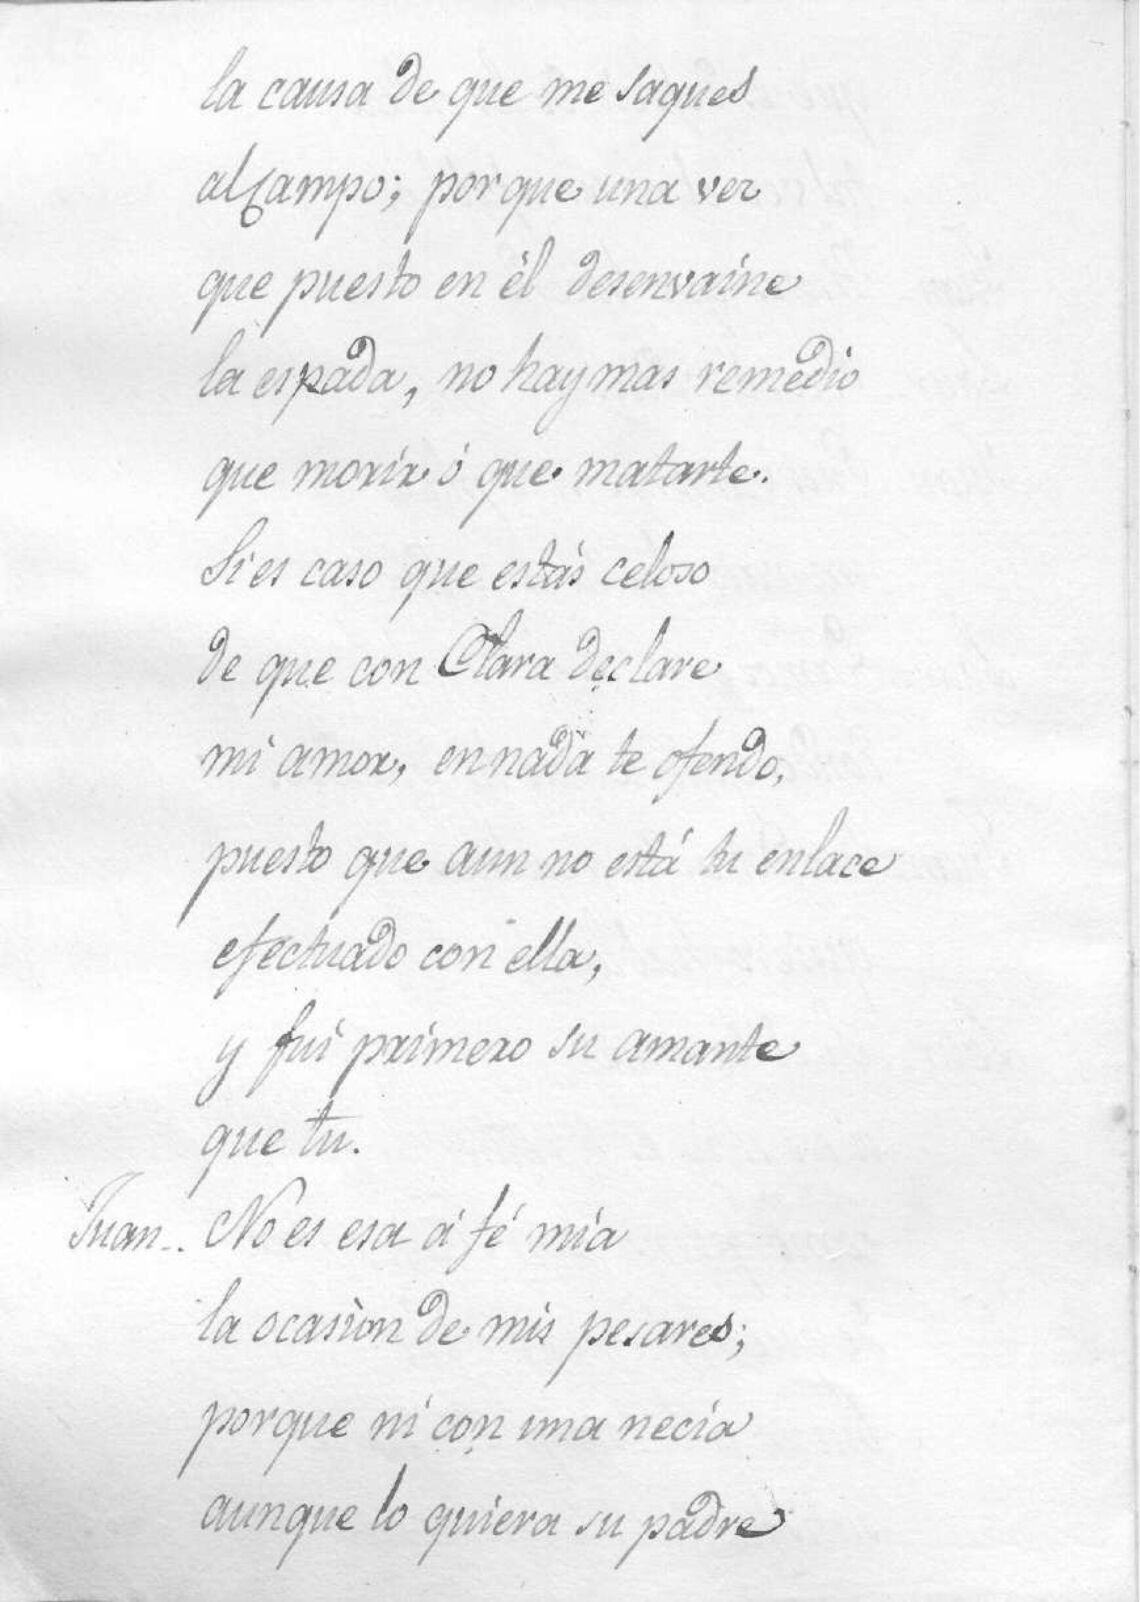 la causa de que me saques
al Campo; porque una vez
que puesto en él desenvaine
la espada, no hay mas remedio
que morir ó que matarte.
Si es caso que estás celoso
de que con Clara declare
mi amor, en nada te ofendo,
puesto que aun no está tu enlace
efectuado con ella,
y fui primero su amante
que tu.
Juan.. No es esa á fé mia
la ocasion de mis pesares;
porque ni con una necia
aunque lo quiera su padre